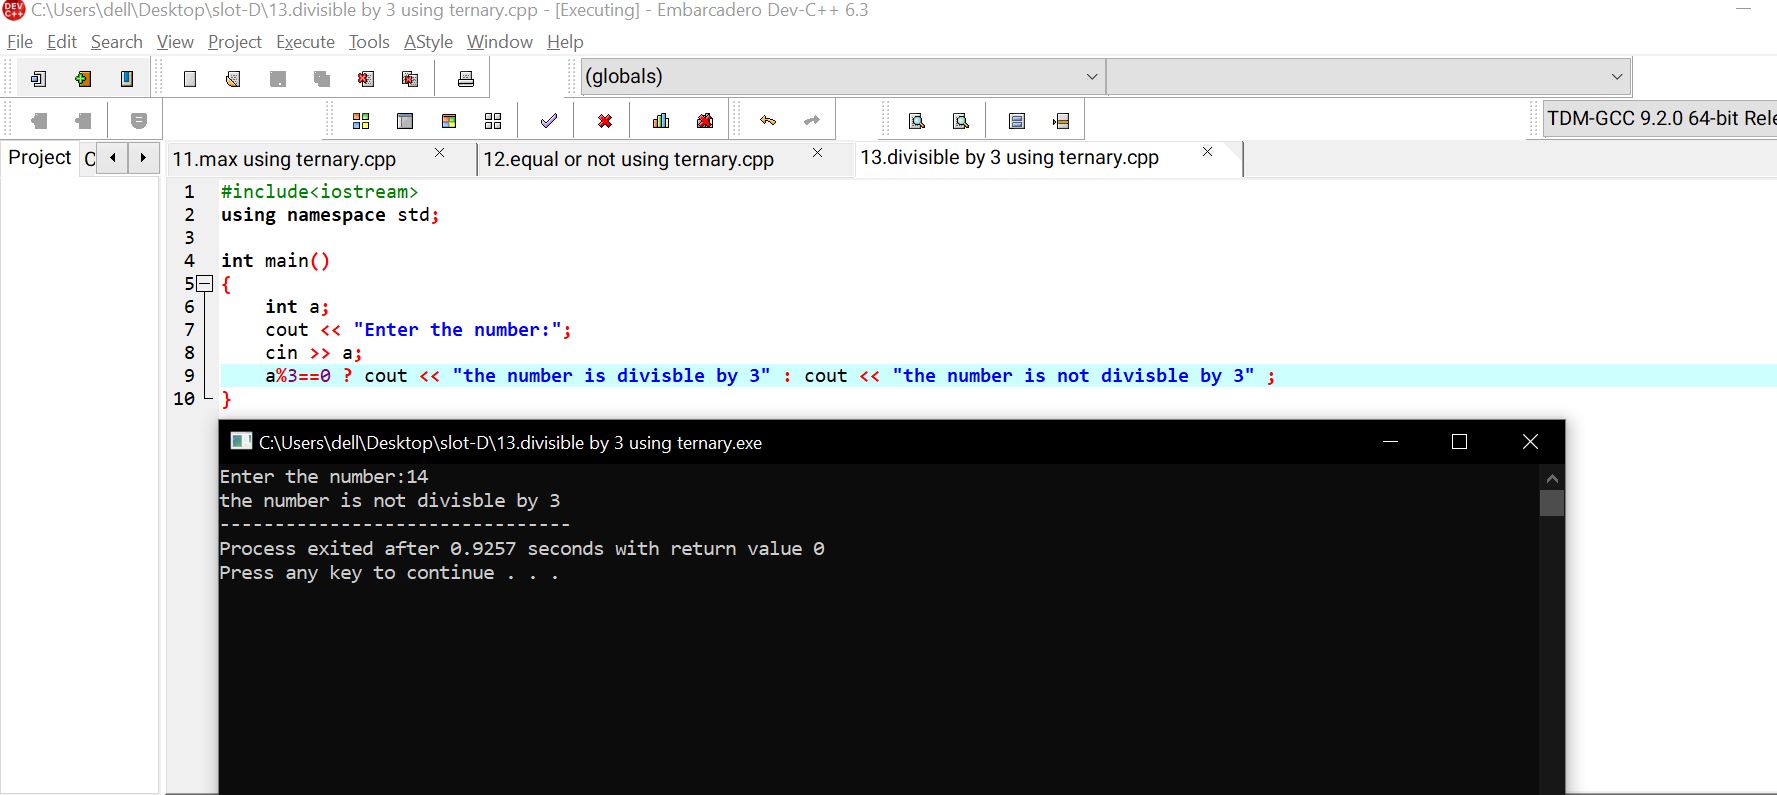 DEV C++ C:\Users\dell\Desktop\slot-D\13.divisible by 3 using ternary.cpp - [Executing] - Embarcadero Dev-C++ 6.3
File Edit Search View Project Execute Tools AStyle Window Help
(globals)
TDM-GCC 9.2.0 64-bit Rele
Project C 11.max using ternary.cpp 12.equal or not using ternary.cpp 13.divisible by 3 using ternary.cpp
1 #include<iostream>
2 using namespace std;
3
4 int main()
5 {
6 int a;
7 cout << "Enter the number:";
8 cin >> a;
9 a%3==0 ? cout << "the number is divisble by 3" : cout << "the number is not divisble by 3" ;
10 }
C:\Users\dell\Desktop\slot-D\13.divisible by 3 using ternary.exe
Enter the number:14
the number is not divisble by 3
--------------------------------
Process exited after 0.9257 seconds with return value 0
Press any key to continue . . .